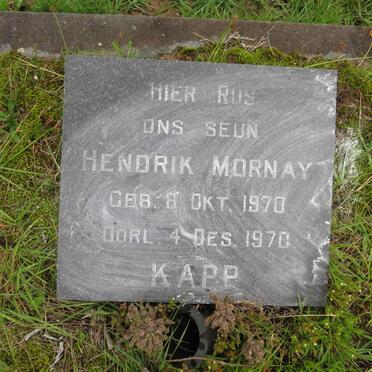 HIER RUS
ONS SEUN
HENDRIK MORNAY
GEB. 8 OKT. 1970
OORL. 4 DES. 1970
KAPP